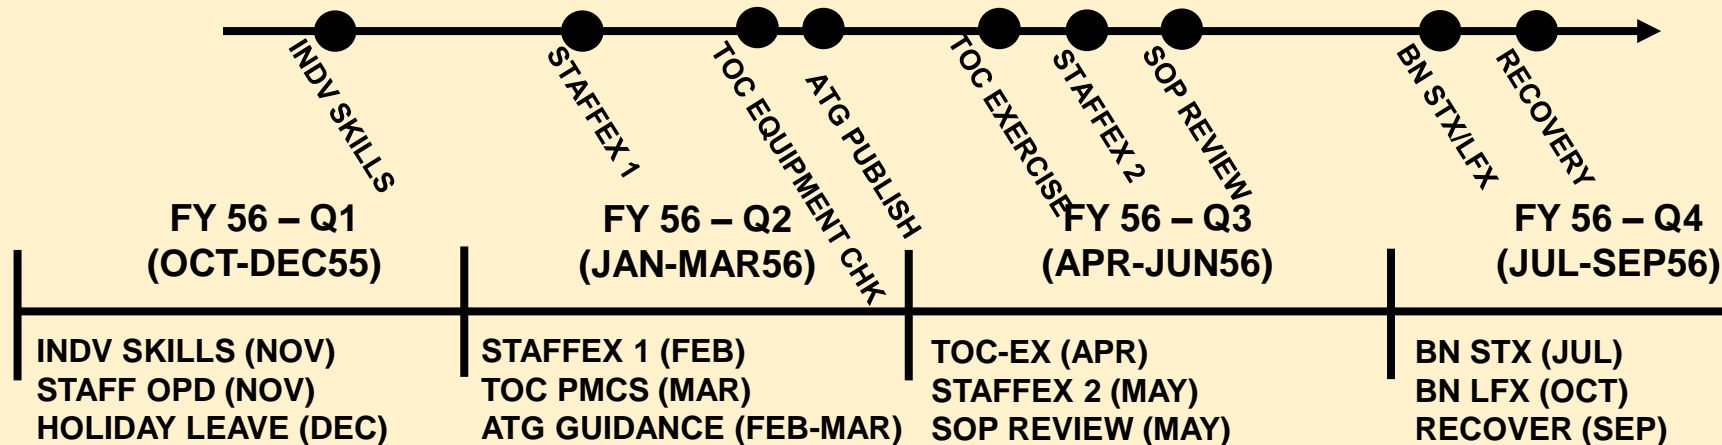 INDV SKILLS
STAFFEX 1
TOC EQUIPMENT CHK
ATG PUBLISH
TOC EXERCISE
STAFFEX 2
SOP REVIEW
BN STX/LFX
RECOVERY
FY 56 – Q1
(OCT-DEC55)
FY 56 – Q2
(JAN-MAR56)
FY 56 – Q3
(APR-JUN56)
FY 56 – Q4
(JUL-SEP56)
INDV SKILLS (NOV)
STAFF OPD (NOV)
HOLIDAY LEAVE (DEC)
STAFFEX 1 (FEB)
TOC PMCS (MAR)
ATG GUIDANCE (FEB-MAR)
TOC-EX (APR)
STAFFEX 2 (MAY)
SOP REVIEW (MAY)
BN STX (JUL)
BN LFX (OCT)
RECOVER (SEP)